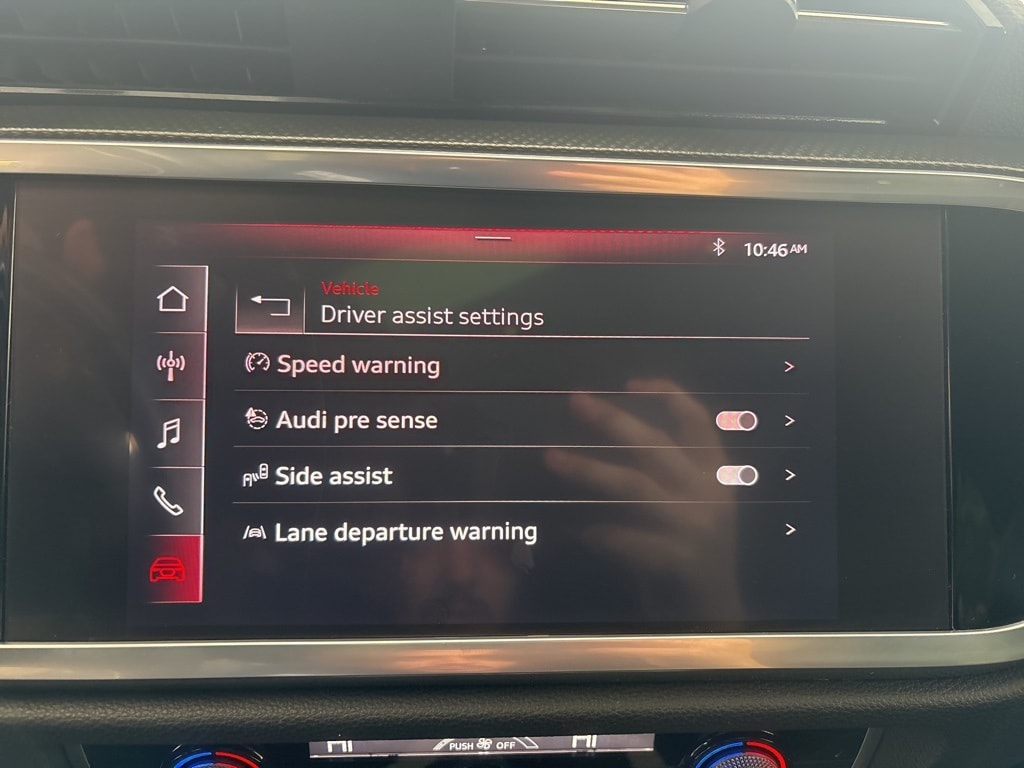 10:46 AM
Vehicle
Driver assist settings
Speed warning
Audi pre sense
Side assist
Lane departure warning
PUSH OFF